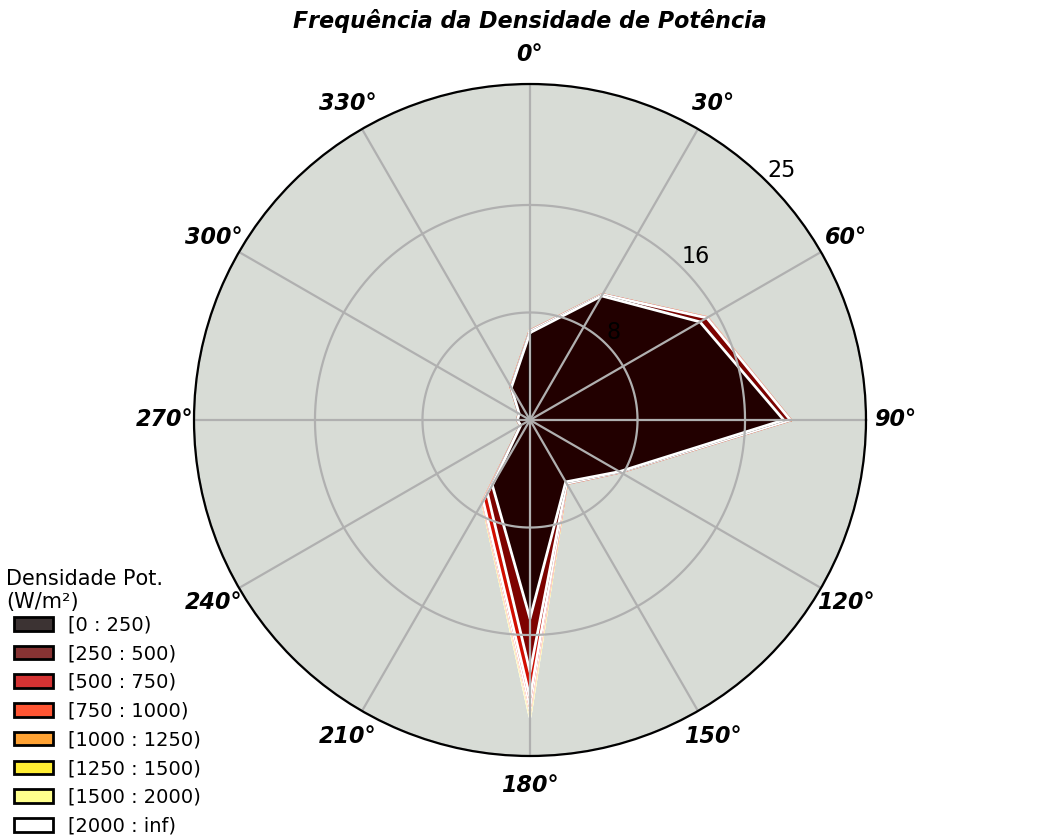 Frequência da Densidade de Potência
0°
330°
30°
25
300°
60°
16
8
270°
90°
Densidade Pot.
(W/m²)
240°
120°
[0 : 250)
[250 : 500)
[500 : 750)
[750 : 1000)
210°
150°
[1000 : 1250)
[1250 : 1500)
180°
[1500 : 2000)
[2000 : inf)